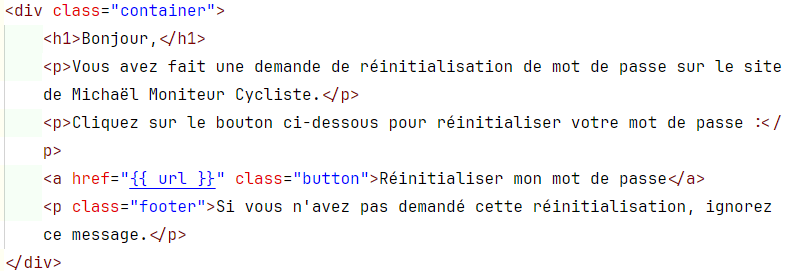 <div class="container">
<h1>Bonjour,</h1>
<p>Vous avez fait une demande de réinitialisation de mot de passe sur le site
de Michaël Moniteur Cycliste.</p>
<p>Cliquez sur le bouton ci-dessous pour réinitialiser votre mot de passe :</
p>
<a href="{{ url }}" class="button">Réinitialiser mon mot de passe</a>
<p class="footer">Si vous n'avez pas demandé cette réinitialisation, ignorez
ce message.</p>
</div>